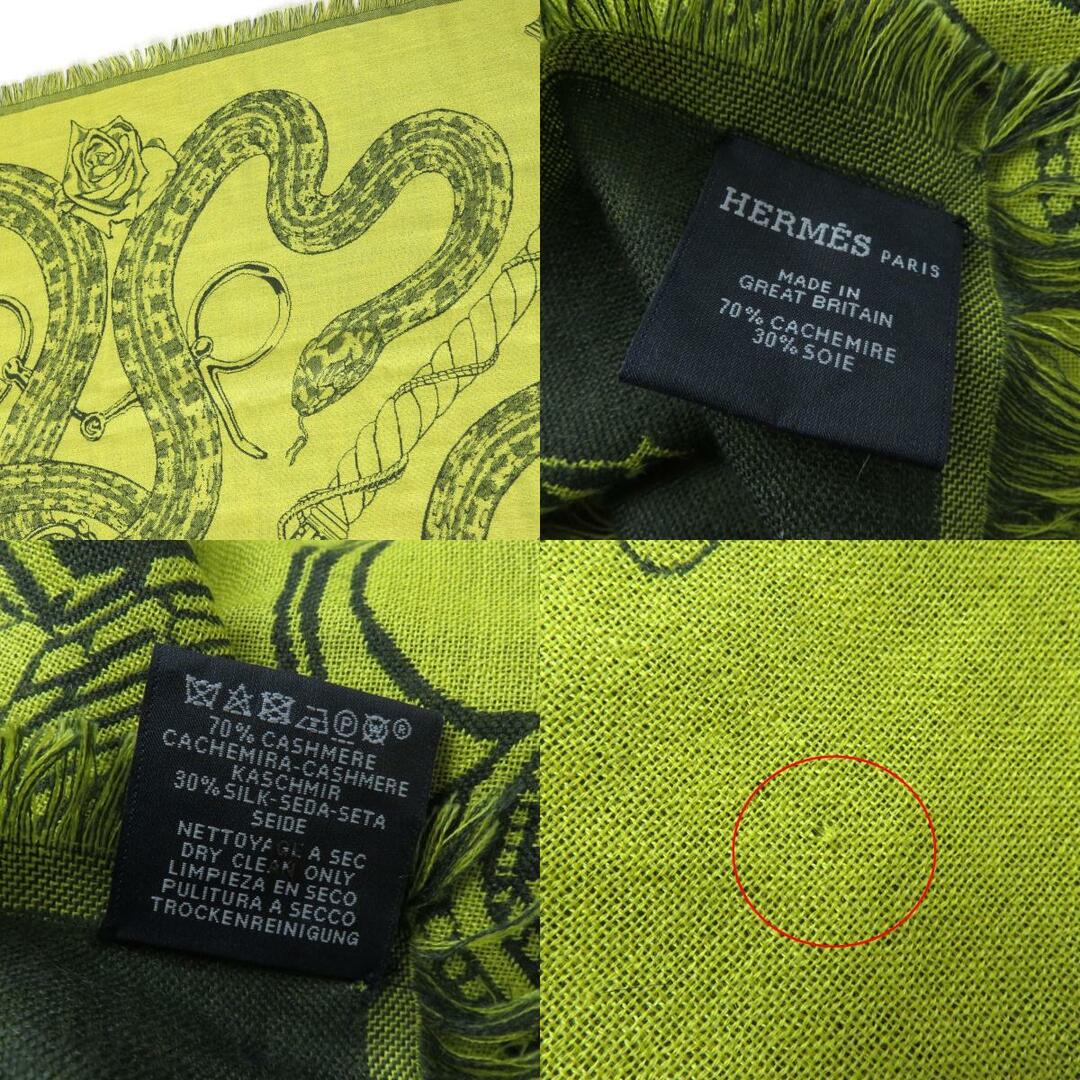 HERMÈS PARIS
MADE IN
GREAT BRITAIN
70% CACHEMIRE
30% SOIE
®
70% CASHMERE
CACHEMIRA-CASHMERE
KASCHMIR
30% SILK-SEDA-SETA
SEIDE
NETTOYAGE A SEC
DRY CLEAN ONLY
LIMPIEZA EN SECO
PULITURA A SECCO
TROCKENREINIGUNG